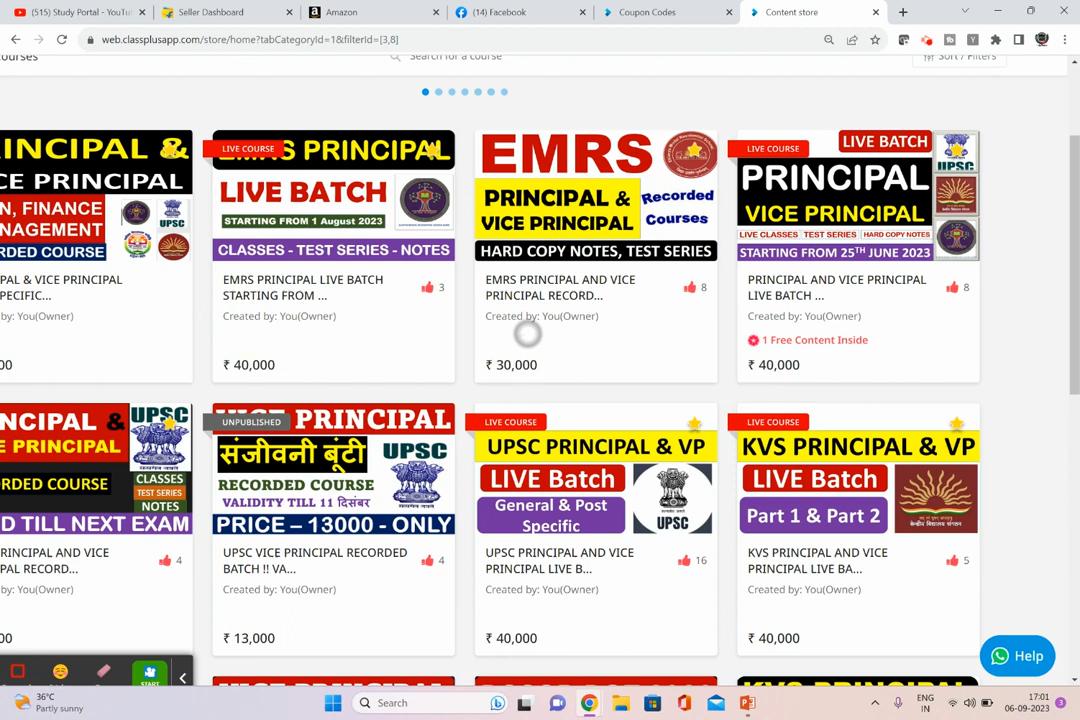 (515) Study Portal - YouTu
Seller Dashboard
Amazon
(14) Facebook
Coupon Codes
Content store
web.classplusapp.com/store/home?tabCategoryId=1&filterId=[3,8]
ourses
Search for a course
Sort / Filters
INCIPAL &
CE PRINCIPAL
N, FINANCE
NAGEMENT
RDED COURSE
UPSC
PAL & VICE PRINCIPAL
PECIFIC...
by: You(Owner)
00
LIVE COURSE
EMRS PRINCIPAL
LIVE BATCH
STARTING FROM 1 August 2023
CLASSES - TEST SERIES - NOTES
EMRS PRINCIPAL LIVE BATCH
STARTING FROM ...
3
Created by: You(Owner)
₹ 40,000
EMRS
PRINCIPAL &
VICE PRINCIPAL
Recorded
Courses
HARD COPY NOTES, TEST SERIES
EMRS PRINCIPAL AND VICE
PRINCIPAL RECORD...
8
Created by: You(Owner)
₹ 30,000
LIVE COURSE
LIVE BATCH
PRINCIPAL
VICE PRINCIPAL
UPSC
LIVE CLASSES TEST SERIES HARD COPY NOTES
STARTING FROM 25TH JUNE 2023
PRINCIPAL AND VICE PRINCIPAL
LIVE BATCH ...
8
Created by: You(Owner)
1 Free Content Inside
₹ 40,000
NCIPAL &
E PRINCIPAL
UPSC
RDED COURSE
CLASSES
TEST SERIES
NOTES
D TILL NEXT EXAM
RINCIPAL AND VICE
PAL RECORD...
4
by: You(Owner)
00
UNPUBLISHED
VICE PRINCIPAL
संजीवनी बूंटी
UPSC
RECORDED COURSE
VALIDITY TILL 11 दिसंबर
PRICE – 13000 - ONLY
UPSC VICE PRINCIPAL RECORDED
BATCH !! VA...
4
Created by: You(Owner)
₹ 13,000
LIVE COURSE
UPSC PRINCIPAL & VP
LIVE Batch
General & Post
Specific
UPSC
UPSC PRINCIPAL AND VICE
PRINCIPAL LIVE B...
16
Created by: You(Owner)
₹ 40,000
LIVE COURSE
KVS PRINCIPAL & VP
LIVE Batch
Part 1 & Part 2
केन्द्रीय विद्यालय संगठन
KVS PRINCIPAL AND VICE
PRINCIPAL LIVE BA...
5
Created by: You(Owner)
₹ 40,000
Help
START
36°C
Partly sunny
Search
ENG
IN
17:01
06-09-2023
3